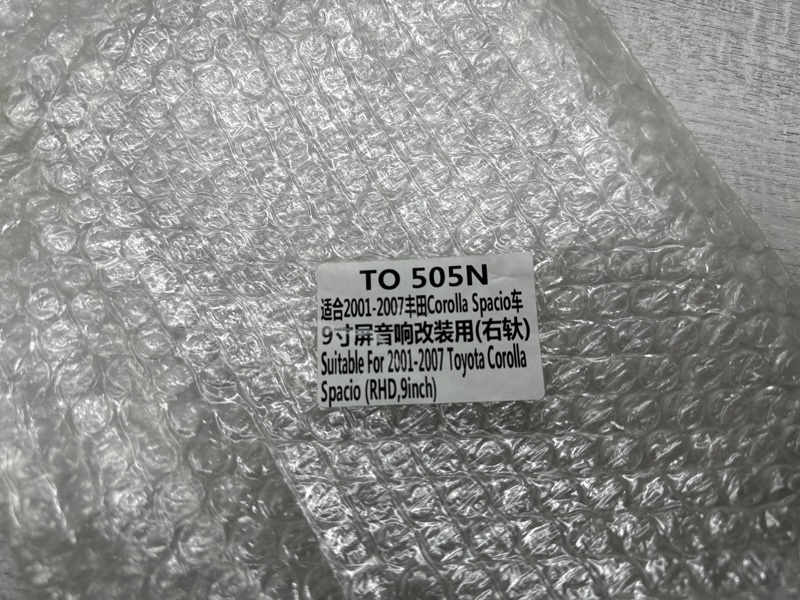 TO 505N
适合2001-2007丰田Corolla Spacio车
9寸屏音响改装用(右钛)
Suitable For 2001-2007 Toyota Corolla
Spacio (RHD,9inch)